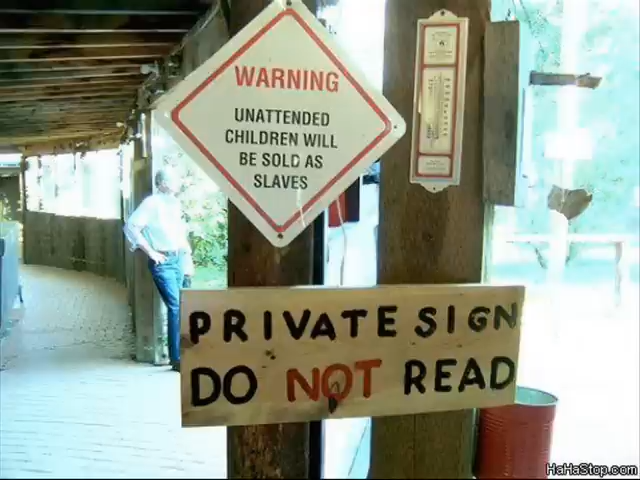 WARNING
UNATTENDED
CHILDREN WILL
BE SOLD AS
SLAVES
PRIVATE SIGN
DO NOT READ
HaHaStop.com